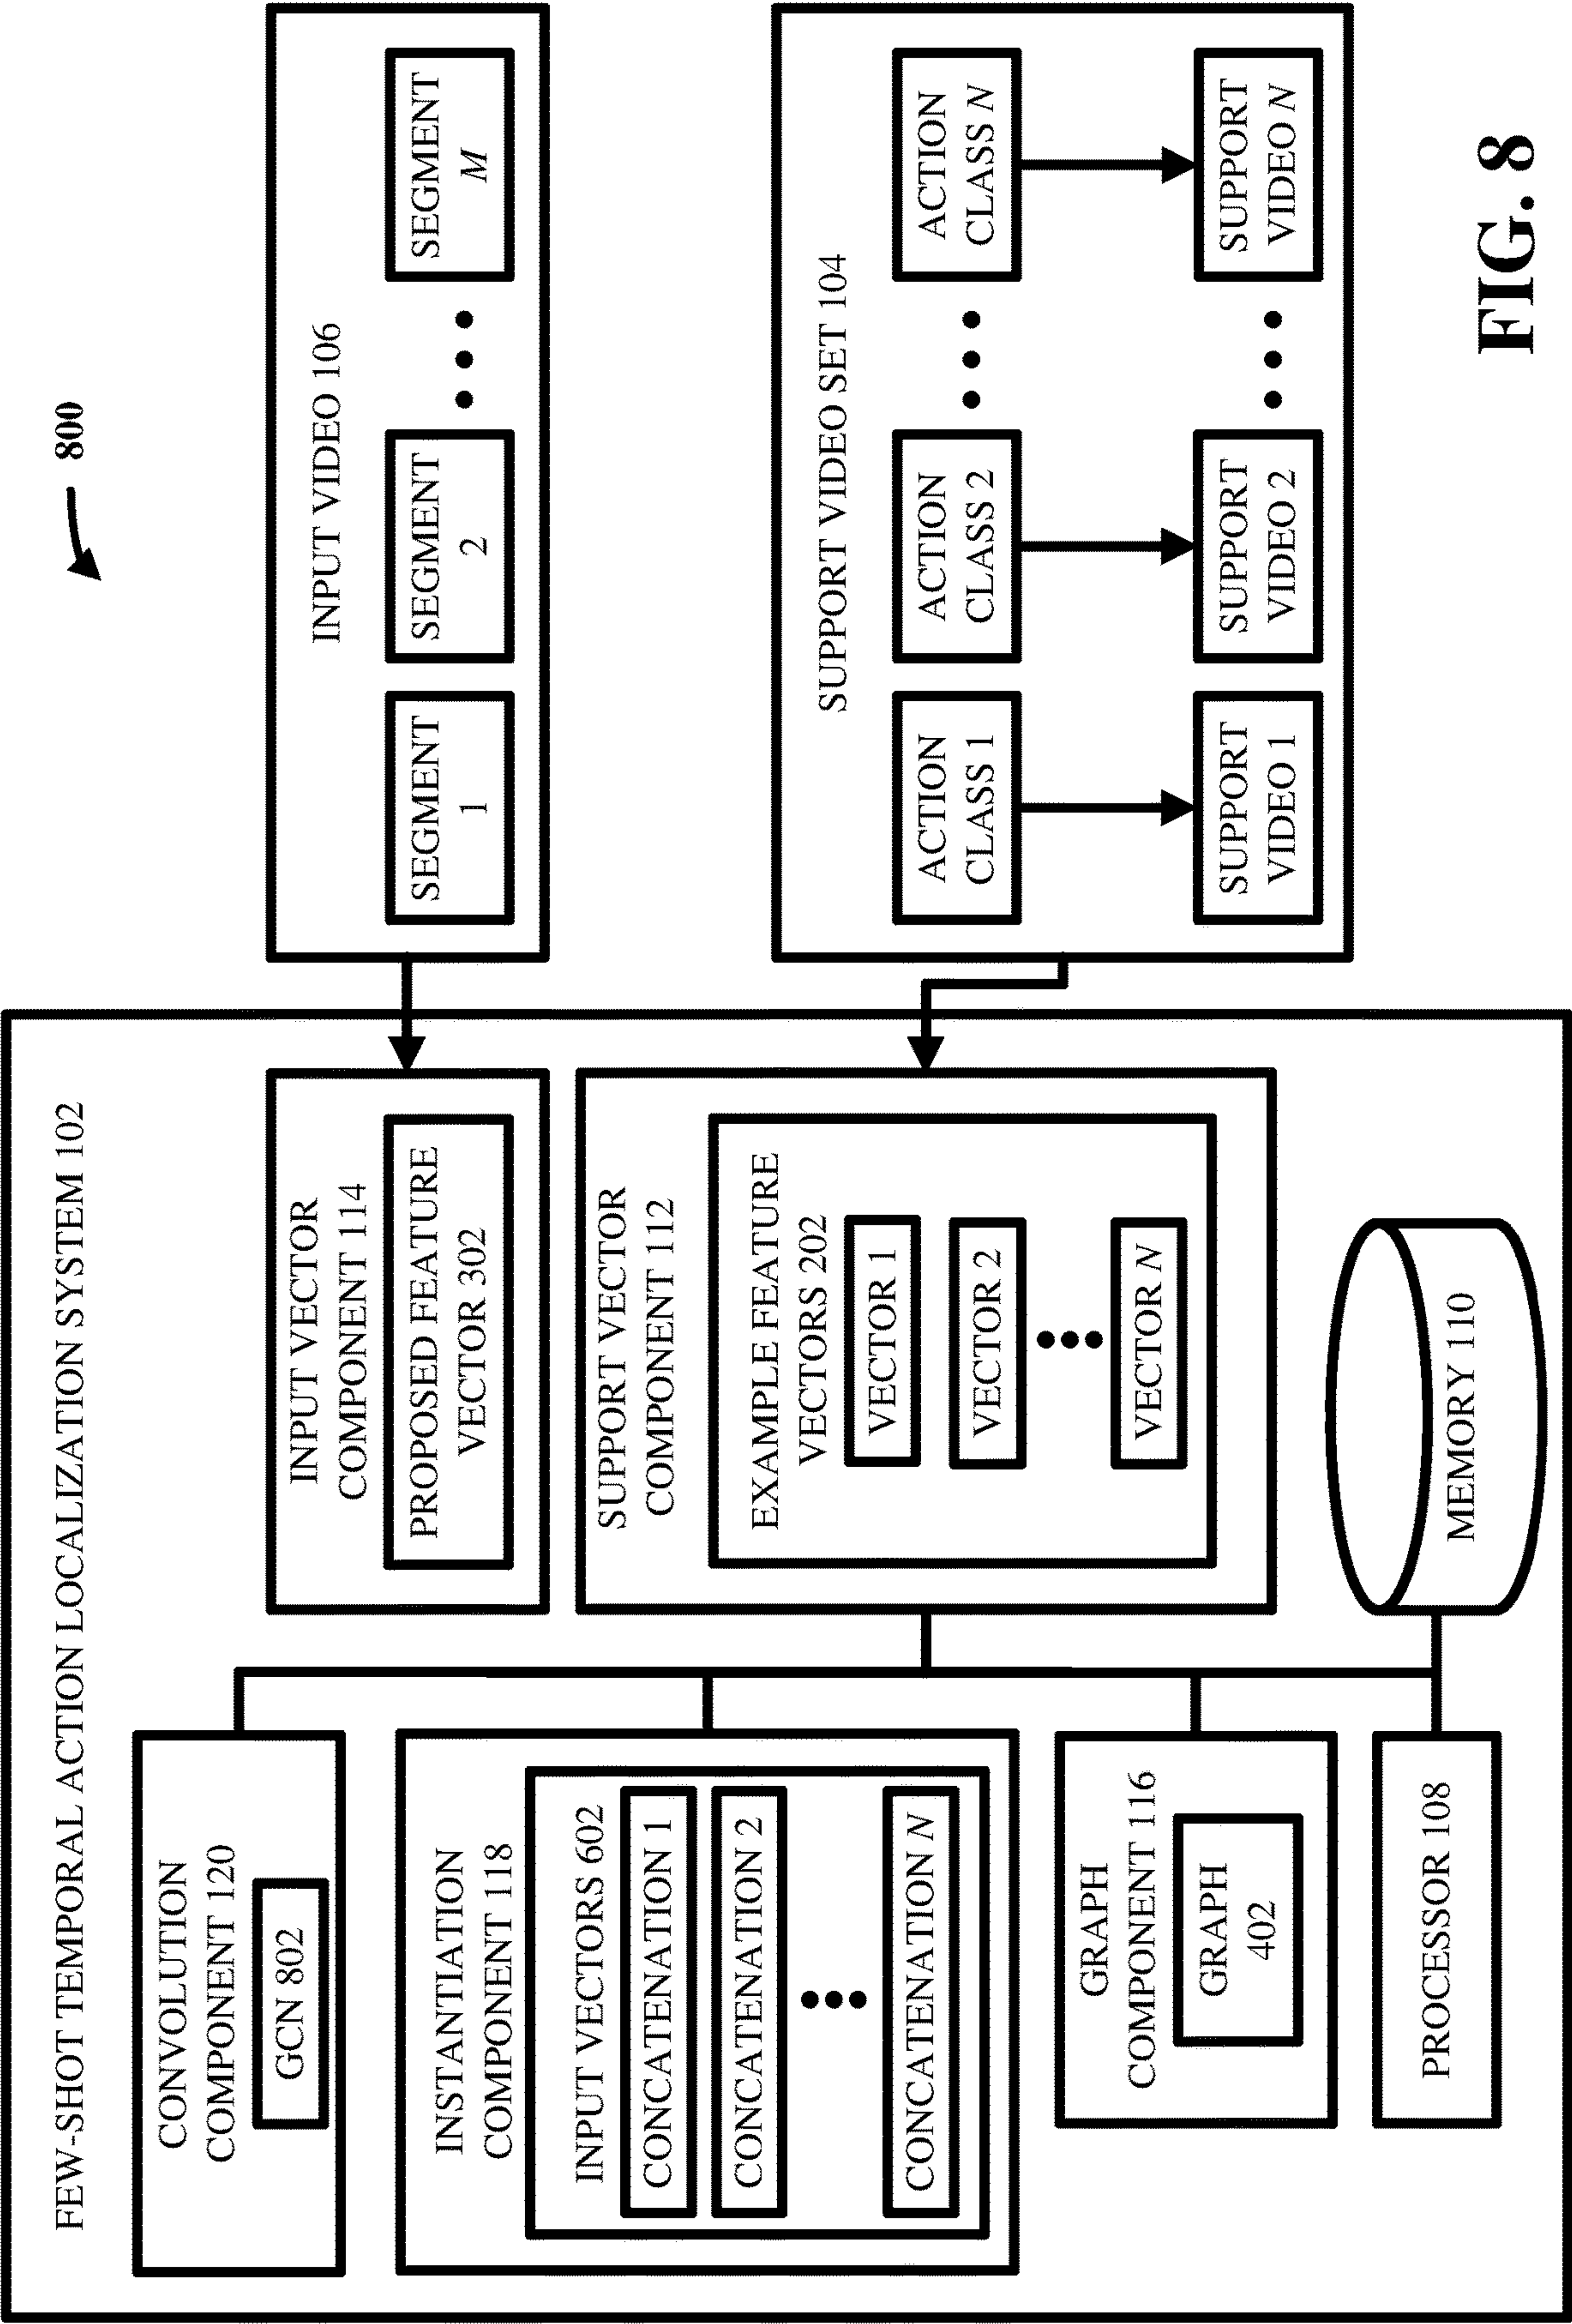 800
FEW-SHOT TEMPORAL ACTION LOCALIZATION SYSTEM 102
CONVOLUTION
COMPONENT 120
GCN 802
INSTANTIATION
COMPONENT 118
INPUT VECTORS 602
CONCATENATION 1
CONCATENATION 2
CONCATENATION N
GRAPH
COMPONENT 116
GRAPH
402
PROCESSOR 108
INPUT VECTOR
COMPONENT 114
PROPOSED FEATURE
VECTOR 302
SUPPORT VECTOR
COMPONENT 112
EXAMPLE FEATURE
VECTORS 202
VECTOR 1
VECTOR 2
VECTOR N
MEMORY 110
INPUT VIDEO 106
SEGMENT
1
SEGMENT
2
SEGMENT
M
SUPPORT VIDEO SET 104
ACTION
CLASS 1
ACTION
CLASS 2
ACTION
CLASS N
SUPPORT
VIDEO 1
SUPPORT
VIDEO 2
SUPPORT
VIDEO N
FIG. 8